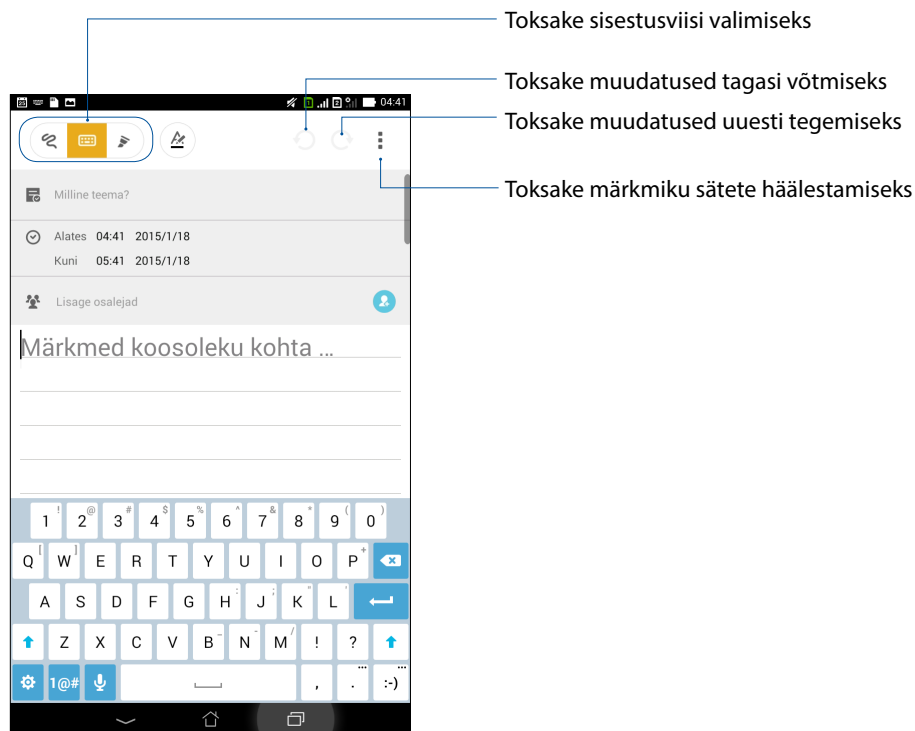 Toksake sisestusviisi valimiseks
Toksake muudatused tagasi võtmiseks
Toksake muudatused uuesti tegemiseks
Toksake märkmiku sätete häälestamiseks
04:41
Milline teema?
Alates 04:41 2015/1/18
Kuni 05:41 2015/1/18
Lisage osalejad
Märkmed koosoleku kohta ...
1 ! 2 @ 3 # 4 $ 5 % 6 ^ 7 & 8 * 9 ( 0 )
Q [ W ] E R T Y U I O P +
A S D F G H : J ; K " L '
Z X C V B _ N - M / ! ?
1@# , . ... :-) ...